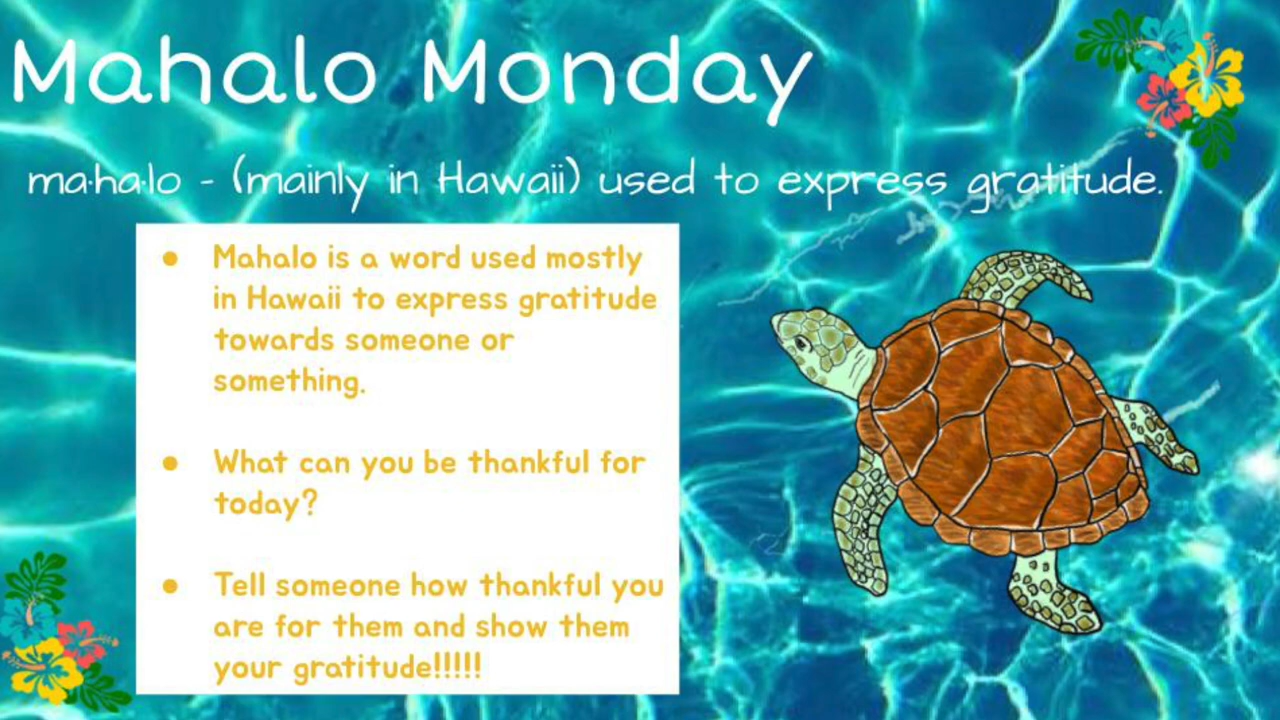 Mahalo Monday
ma·ha·lo - (mainly in Hawaii) used to express gratitude.
● Mahalo is a word used mostly
in Hawaii to express gratitude
towards someone or
something.
● What can you be thankful for
today?
● Tell someone how thankful you
are for them and show them
your gratitude!!!!!